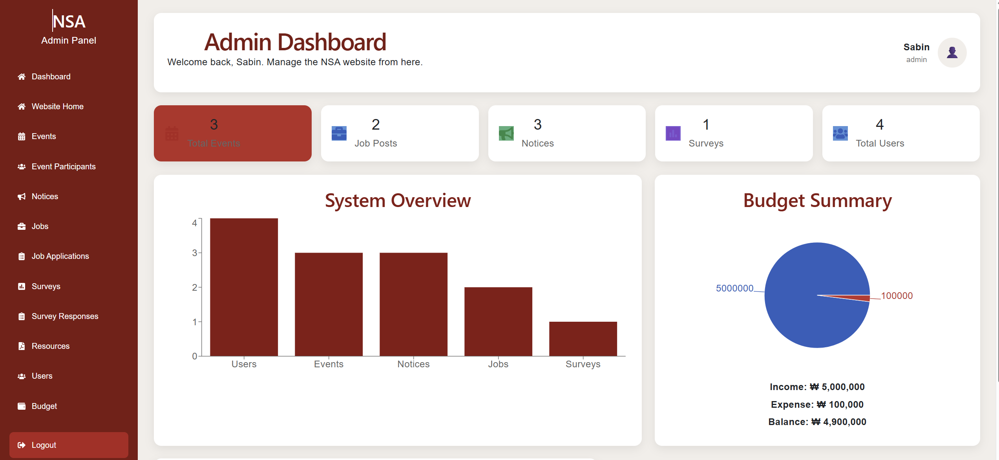 NSA
Admin Panel
Dashboard
Website Home
Events
Event Participants
Notices
Jobs
Job Applications
Surveys
Survey Responses
Resources
Users
Budget
Logout
Admin Dashboard
Welcome back, Sabin. Manage the NSA website from here.
Sabin
admin
3
Total Events
2
Job Posts
3
Notices
1
Surveys
4
Total Users
System Overview
4
3
2
1
0
Users Events Notices Jobs Surveys
Budget Summary
5000000
100000
Income: ₩ 5,000,000
Expense: ₩ 100,000
Balance: ₩ 4,900,000